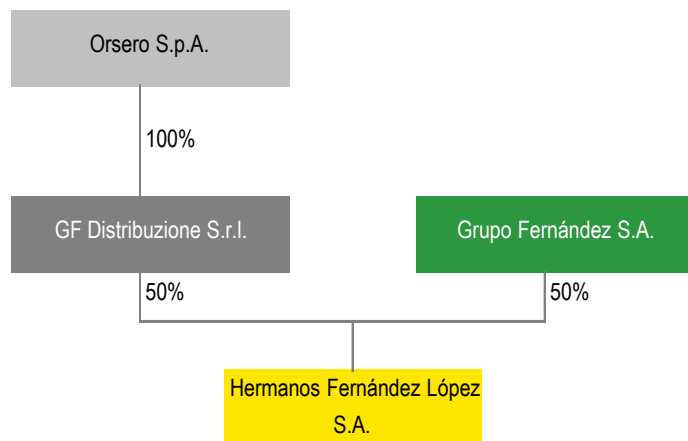 Orsero S.p.A.
100%
GF Distribuzione S.r.l.
Grupo Fernández S.A.
50%
50%
Hermanos Fernández López
S.A.